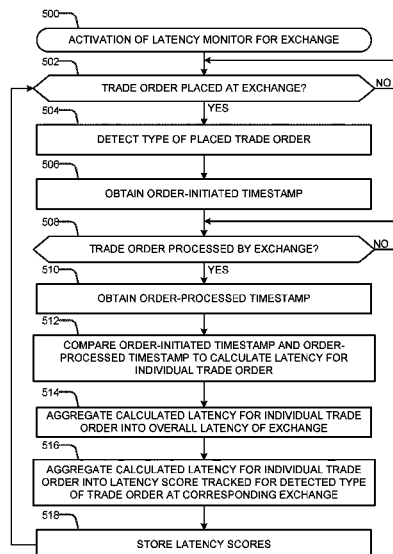 500
ACTIVATION OF LATENCY MONITOR FOR EXCHANGE
502
TRADE ORDER PLACED AT EXCHANGE?
NO
YES
504
DETECT TYPE OF PLACED TRADE ORDER
506
OBTAIN ORDER-INITIATED TIMESTAMP
508
TRADE ORDER PROCESSED BY EXCHANGE?
NO
YES
510
OBTAIN ORDER-PROCESSED TIMESTAMP
512
COMPARE ORDER-INITIATED TIMESTAMP AND ORDER-
PROCESSED TIMESTAMP TO CALCULATE LATENCY FOR
INDIVIDUAL TRADE ORDER
514
AGGREGATE CALCULATED LATENCY FOR INDIVIDUAL TRADE
ORDER INTO OVERALL LATENCY OF EXCHANGE
516
AGGREGATE CALCULATED LATENCY FOR INDIVIDUAL TRADE
ORDER INTO LATENCY SCORE TRACKED FOR DETECTED TYPE
OF TRADE ORDER AT CORRESPONDING EXCHANGE
518
STORE LATENCY SCORES